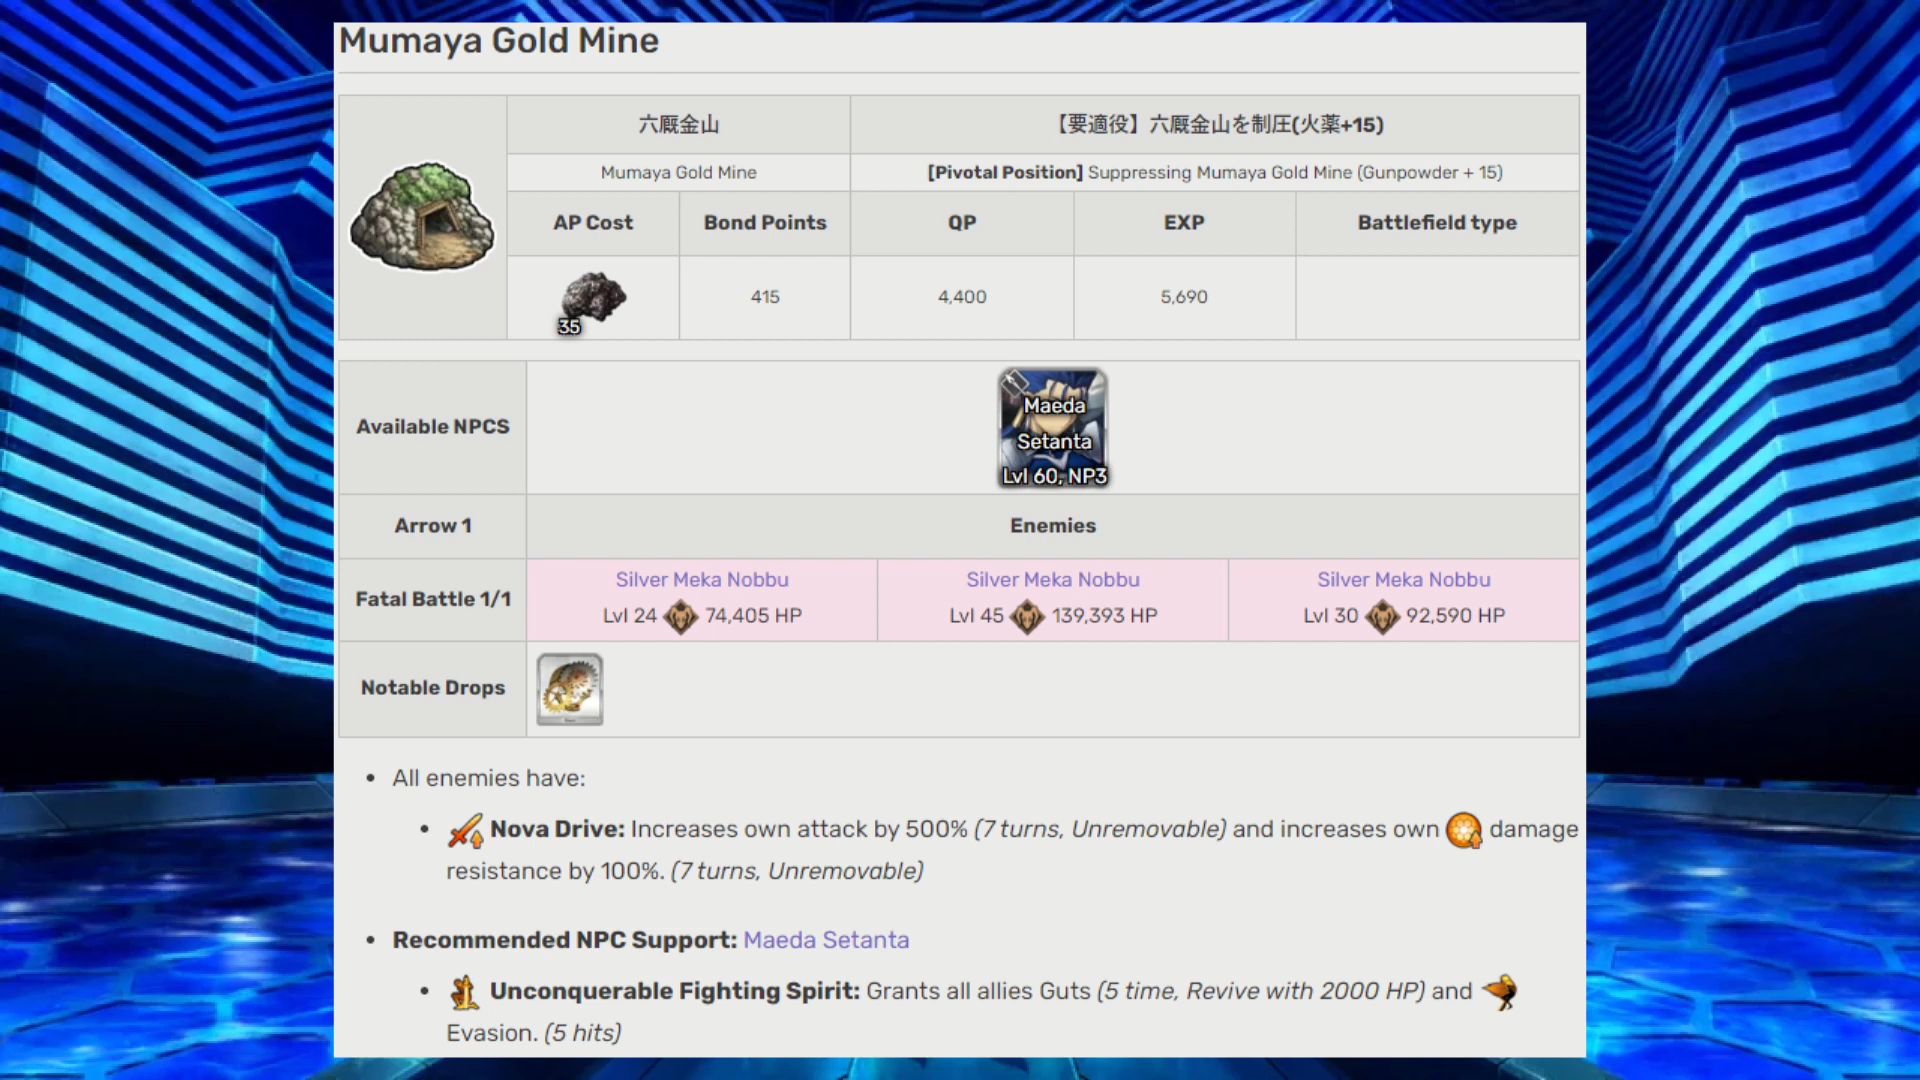 Mumaya Gold Mine
六厩金山
【要適役】六厩金山を制圧(火薬+15)
Mumaya Gold Mine
[Pivotal Position] Suppressing Mumaya Gold Mine (Gunpowder + 15)
AP Cost
Bond Points
QP
EXP
Battlefield type
35
415
4,400
5,690
Available NPCS
Maeda
Setanta
Lvl 60, NP3
Arrow 1
Enemies
Fatal Battle 1/1
Silver Meka Nobbu
Lvl 24 74,405 HP
Silver Meka Nobbu
Lvl 45 139,393 HP
Silver Meka Nobbu
Lvl 30 92,590 HP
Notable Drops
• All enemies have:
• Nova Drive: Increases own attack by 500% (7 turns, Unremovable) and increases own damage
resistance by 100%. (7 turns, Unremovable)
• Recommended NPC Support: Maeda Setanta
• Unconquerable Fighting Spirit: Grants all allies Guts (5 time, Revive with 2000 HP) and
Evasion. (5 hits)